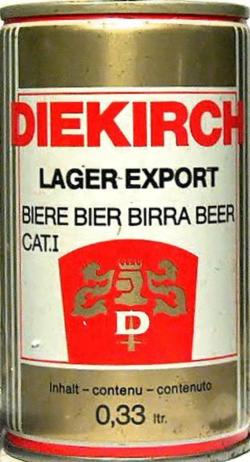 DIEKIRCH
LAGER EXPORT
BIERE BIER BIRRA BEER
CAT.I
D
Inhalt – contenu – contenuto
0,33 ltr.